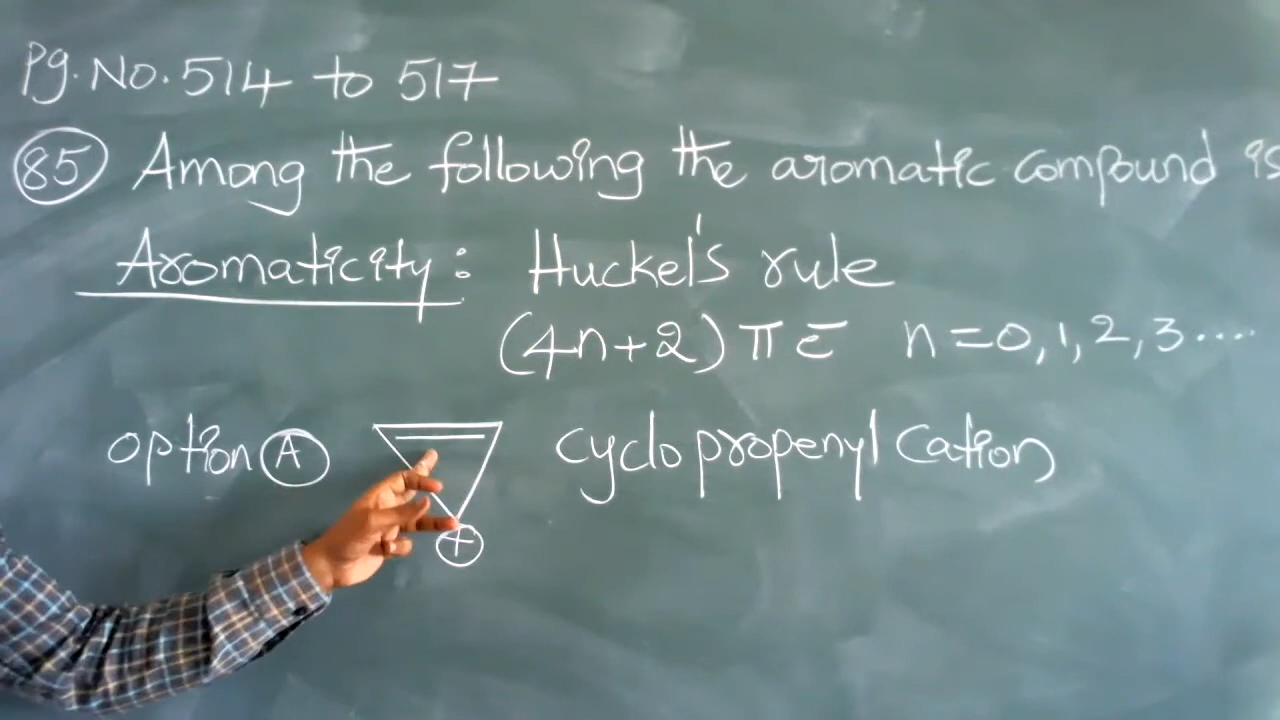 Pg. No. 514 to 517
85 Among the following the aromatic compound is
Aromaticity : Huckel's rule
(4n+2) π e̅ n=0,1,2,3....
option A cyclopropenyl cation
+